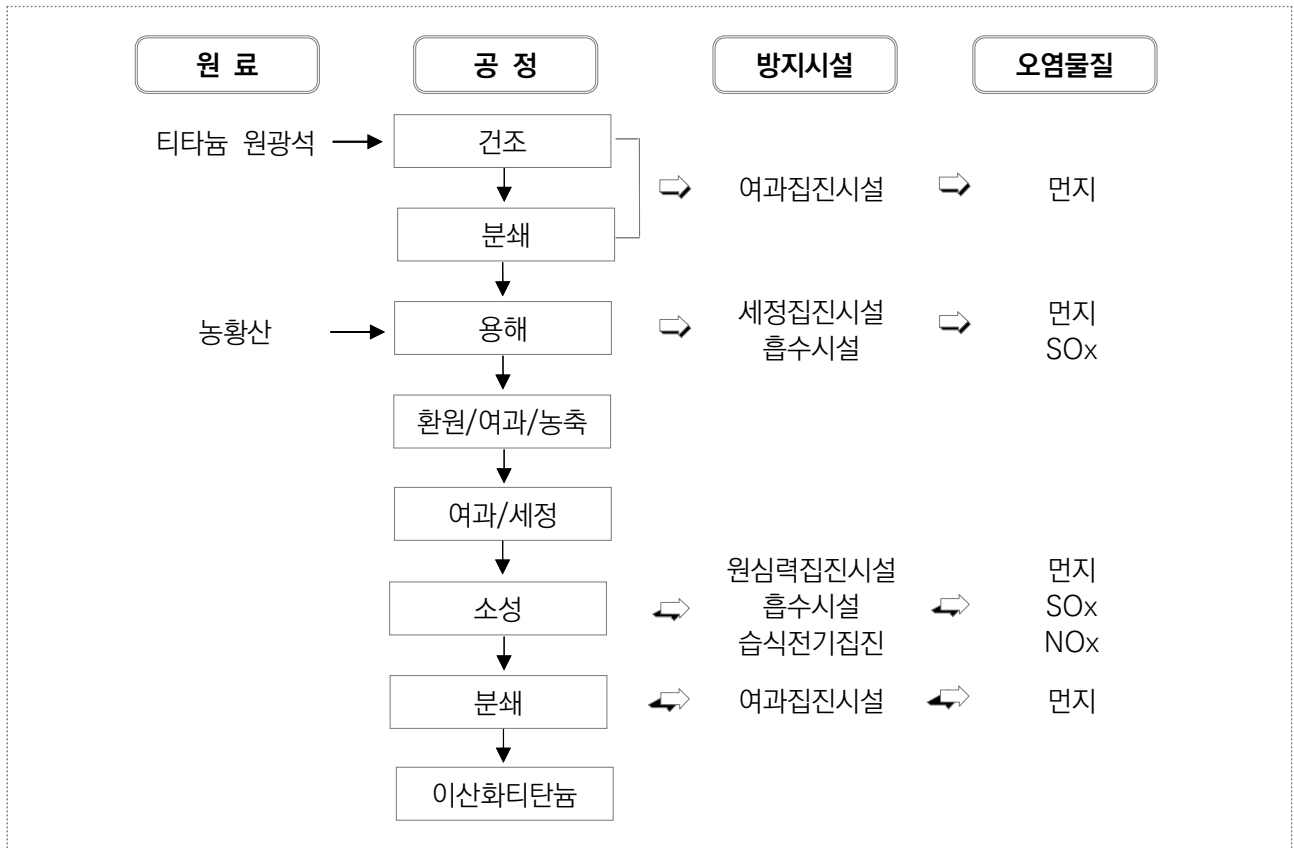 원 료
공 정
방지시설
오염물질
티타늄 원광석
건조
분쇄
여과집진시설
먼지
농황산
용해
세정집진시설
흡수시설
먼지
SOx
환원/여과/농축
여과/세정
소성
원심력집진시설
흡수시설
습식전기집진
먼지
SOx
NOx
분쇄
여과집진시설
먼지
이산화티탄늄